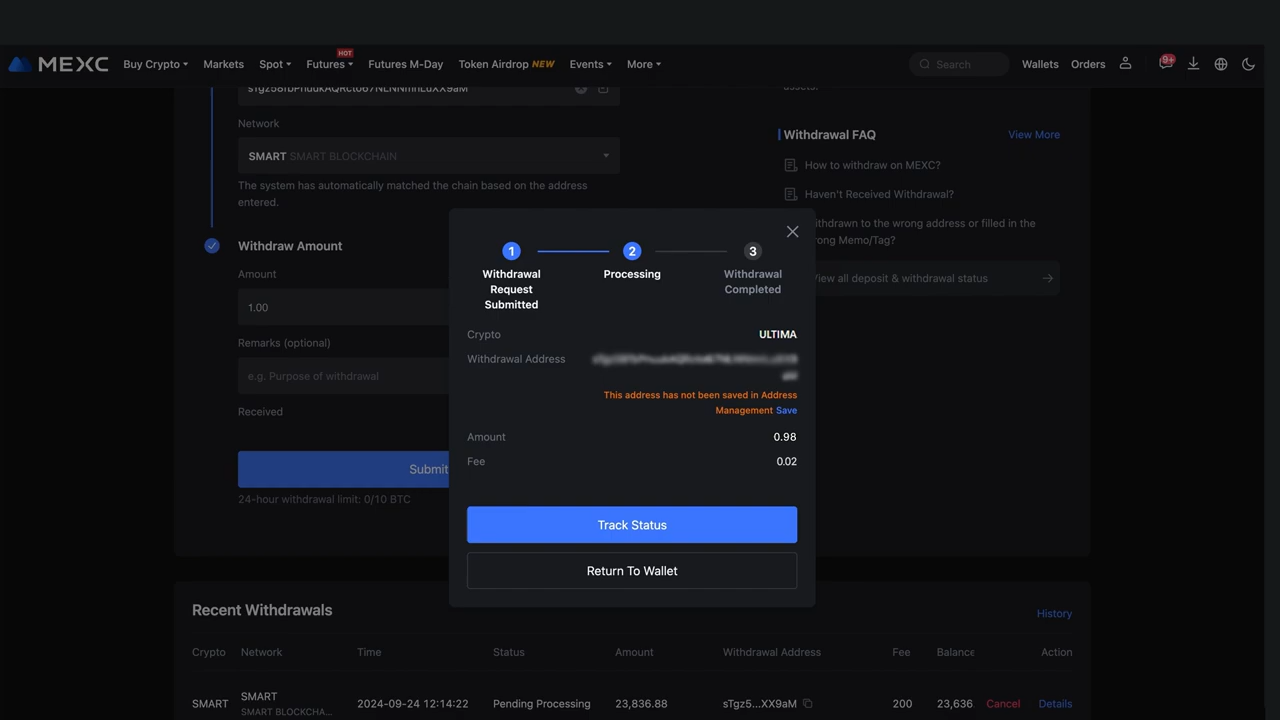 MEXC Buy Crypto Markets Spot Futures HOT Futures M-Day Token Airdrop NEW Events More Search Wallets Orders 9+
assets.
Network
SMART SMART BLOCKCHAIN
The system has automatically matched the chain based on the address
entered.
Withdraw Amount
Amount
1.00
Remarks (optional)
e.g. Purpose of withdrawal
Received
Submit
24-hour withdrawal limit: 0/10 BTC
Withdrawal FAQ View More
How to withdraw on MEXC?
Haven't Received Withdrawal?
ithdrawn to the wrong address or filled in the
rong Memo/Tag?
iew all deposit & withdrawal status
1 2 3
Withdrawal
Request
Submitted
Processing
Withdrawal
Completed
Crypto ULTIMA
Withdrawal Address
This address has not been saved in Address
Management Save
Amount 0.98
Fee 0.02
Track Status
Return To Wallet
Recent Withdrawals History
Crypto Network Time Status Amount Withdrawal Address Fee Balance Action
SMART SMART 2024-09-24 12:14:22 Pending Processing 23,836.88 sTgz5...XX9aM 200 23,636 Cancel Details
SMART BLOCKCHA...